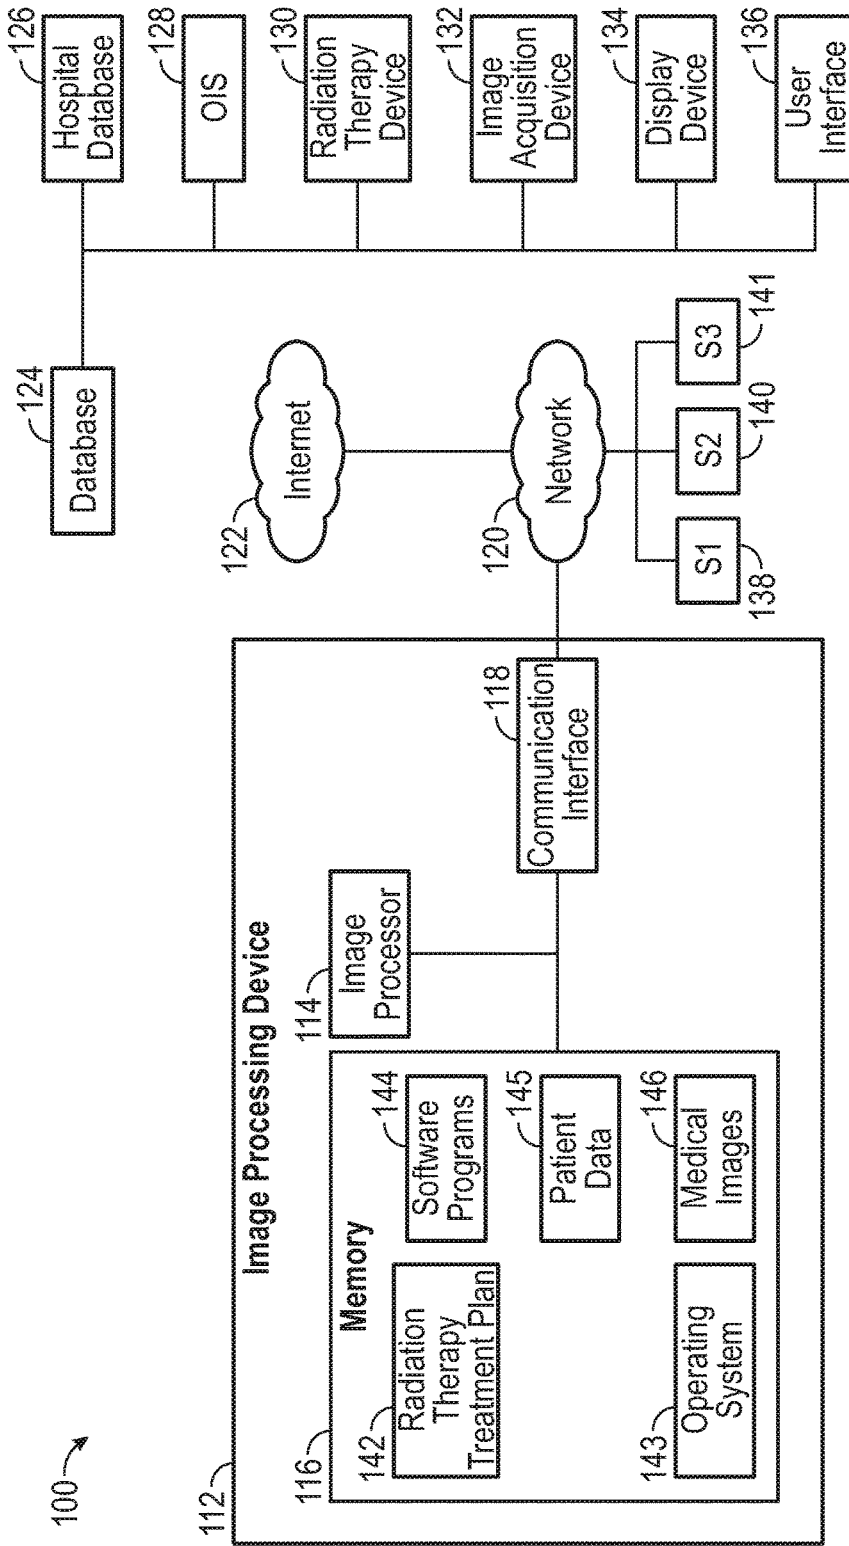 100
112
Image Processing Device
116
Memory
142
Radiation
Therapy
Treatment Plan
144
Software
Programs
145
Patient
Data
143
Operating
System
146
Medical
Images
114
Image
Processor
118
Communication
Interface
122
Internet
120
Network
S1
138
S2
140
S3
141
124
Database
126
Hospital
Database
128
OIS
130
Radiation
Therapy
Device
132
Image
Acquisition
Device
134
Display
Device
136
User
Interface